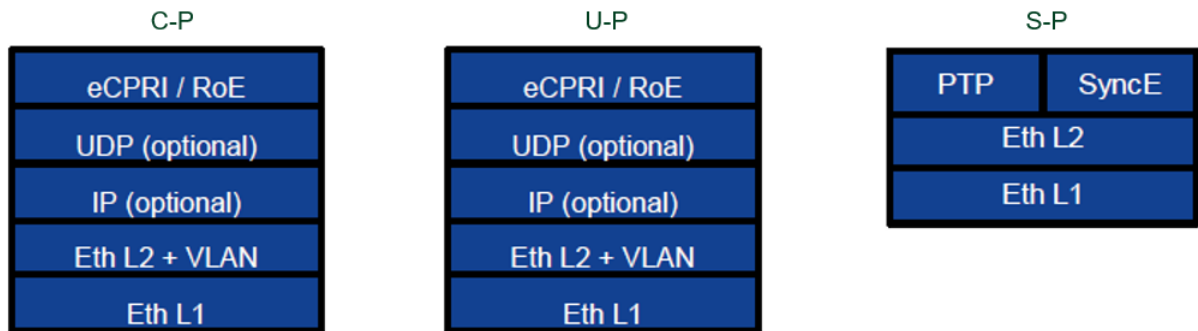 C-P
eCPRI / RoE
UDP (optional)
IP (optional)
Eth L2 + VLAN
Eth L1
U-P
eCPRI / RoE
UDP (optional)
IP (optional)
Eth L2 + VLAN
Eth L1
S-P
PTP SyncE
Eth L2
Eth L1